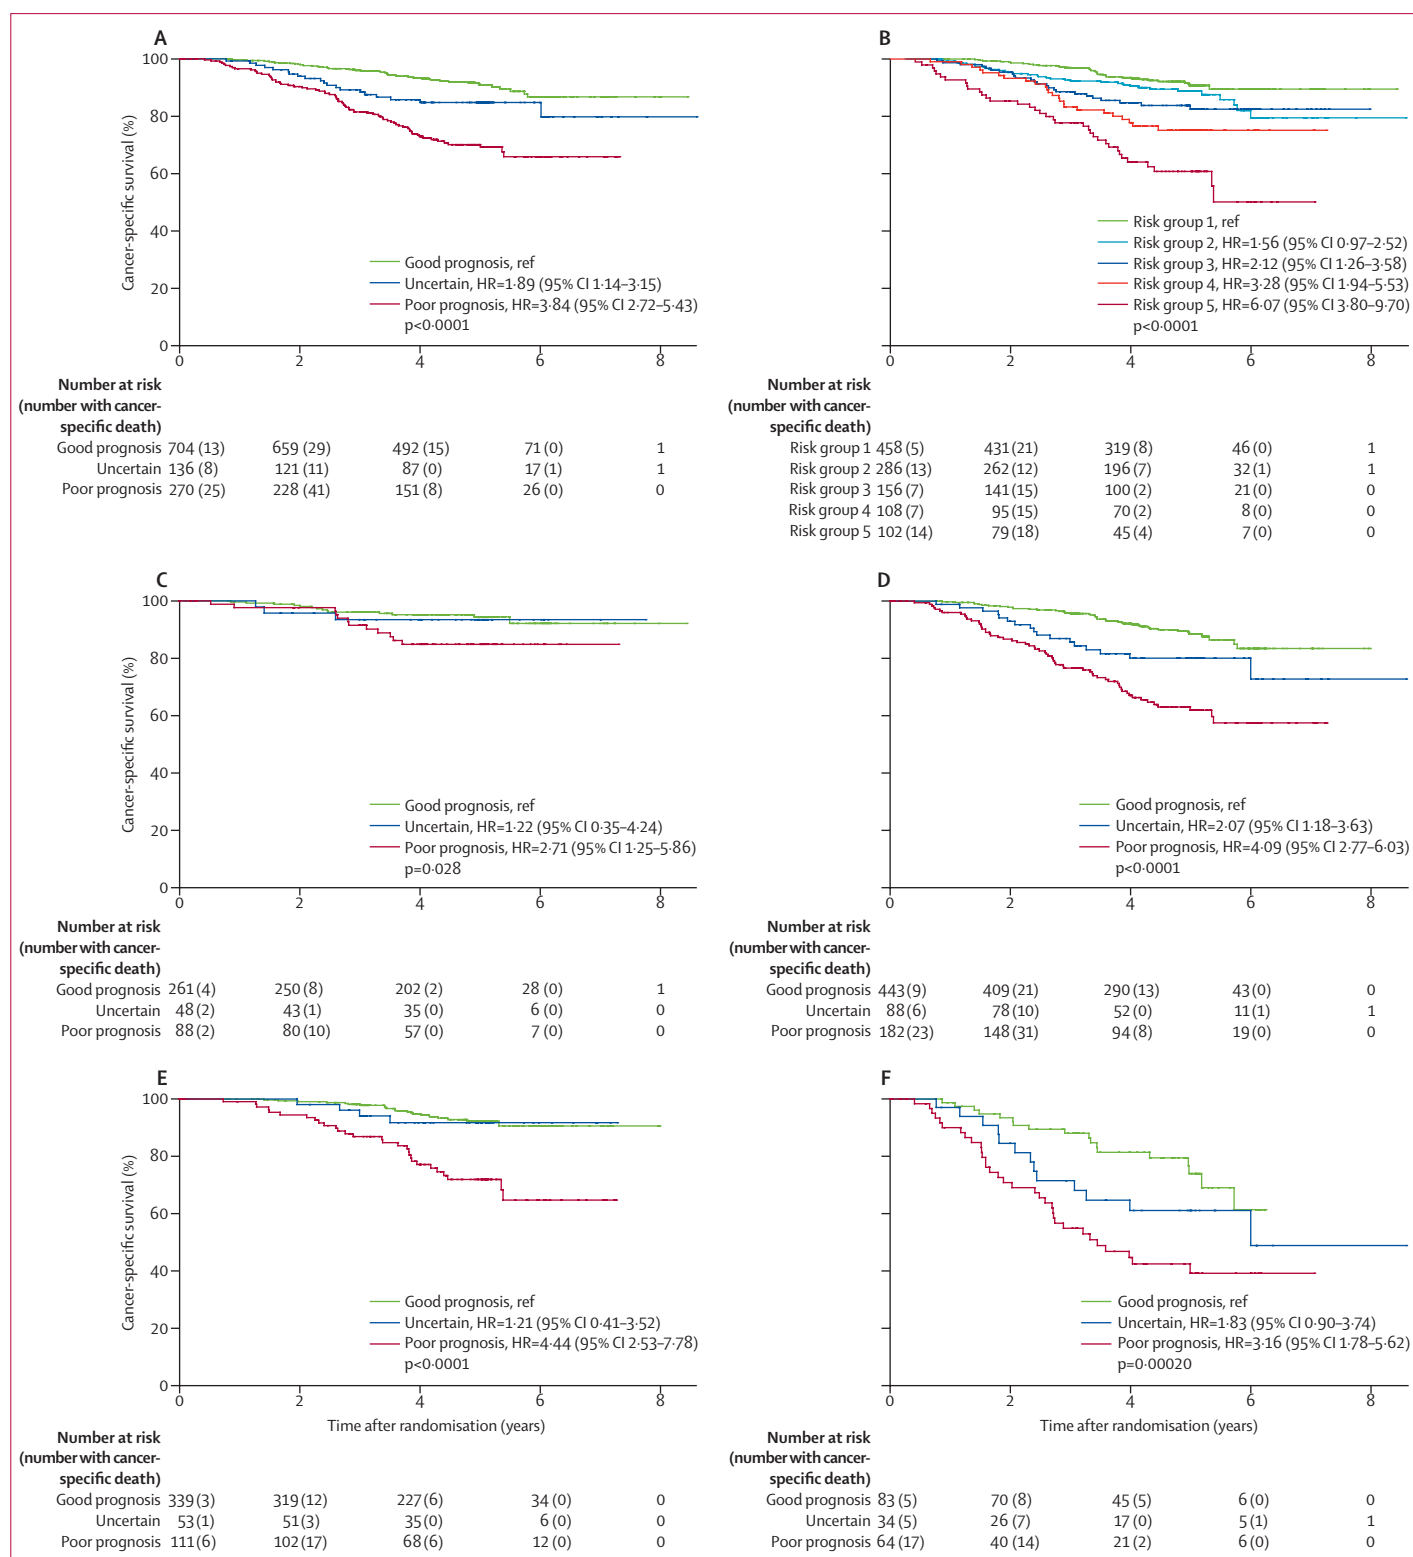 A
100
80
60
40
20
0
Cancer-specific survival (%)
Good prognosis, ref
Uncertain, HR=1·89 (95% CI 1·14–3·15)
Poor prognosis, HR=3·84 (95% CI 2·72–5·43)
p<0·0001
0 2 4 6 8
Number at risk
(number with cancer-
specific death)
Good prognosis 704 (13) 659 (29) 492 (15) 71 (0) 1
Uncertain 136 (8) 121 (11) 87 (0) 17 (1) 1
Poor prognosis 270 (25) 228 (41) 151 (8) 26 (0) 0
B
Risk group 1, ref
Risk group 2, HR=1·56 (95% CI 0·97–2·52)
Risk group 3, HR=2·12 (95% CI 1·26–3·58)
Risk group 4, HR=3·28 (95% CI 1·94–5·53)
Risk group 5, HR=6·07 (95% CI 3·80–9·70)
p<0·0001
0 2 4 6 8
Number at risk
(number with cancer-
specific death)
Risk group 1 458 (5) 431 (21) 319 (8) 46 (0) 1
Risk group 2 286 (13) 262 (12) 196 (7) 32 (1) 1
Risk group 3 156 (7) 141 (15) 100 (2) 21 (0) 0
Risk group 4 108 (7) 95 (15) 70 (2) 8 (0) 0
Risk group 5 102 (14) 79 (18) 45 (4) 7 (0) 0
C
100
80
60
40
20
0
Cancer-specific survival (%)
Good prognosis, ref
Uncertain, HR=1·22 (95% CI 0·35–4·24)
Poor prognosis, HR=2·71 (95% CI 1·25–5·86)
p=0·028
0 2 4 6 8
Number at risk
(number with cancer-
specific death)
Good prognosis 261 (4) 250 (8) 202 (2) 28 (0) 1
Uncertain 48 (2) 43 (1) 35 (0) 6 (0) 0
Poor prognosis 88 (2) 80 (10) 57 (0) 7 (0) 0
D
Good prognosis, ref
Uncertain, HR=2·07 (95% CI 1·18–3·63)
Poor prognosis, HR=4·09 (95% CI 2·77–6·03)
p<0·0001
0 2 4 6 8
Number at risk
(number with cancer-
specific death)
Good prognosis 443 (9) 409 (21) 290 (13) 43 (0) 0
Uncertain 88 (6) 78 (10) 52 (0) 11 (1) 1
Poor prognosis 182 (23) 148 (31) 94 (8) 19 (0) 0
E
100
80
60
40
20
0
Cancer-specific survival (%)
Good prognosis, ref
Uncertain, HR=1·21 (95% CI 0·41–3·52)
Poor prognosis, HR=4·44 (95% CI 2·53–7·78)
p<0·0001
0 2 4 6 8
Time after randomisation (years)
Number at risk
(number with cancer-
specific death)
Good prognosis 339 (3) 319 (12) 227 (6) 34 (0) 0
Uncertain 53 (1) 51 (3) 35 (0) 6 (0) 0
Poor prognosis 111 (6) 102 (17) 68 (6) 12 (0) 0
F
Good prognosis, ref
Uncertain, HR=1·83 (95% CI 0·90–3·74)
Poor prognosis, HR=3·16 (95% CI 1·78–5·62)
p=0·00020
0 2 4 6 8
Time after randomisation (years)
Number at risk
(number with cancer-
specific death)
Good prognosis 83 (5) 70 (8) 45 (5) 6 (0) 0
Uncertain 34 (5) 26 (7) 17 (0) 5 (1) 1
Poor prognosis 64 (17) 40 (14) 21 (2) 6 (0) 0